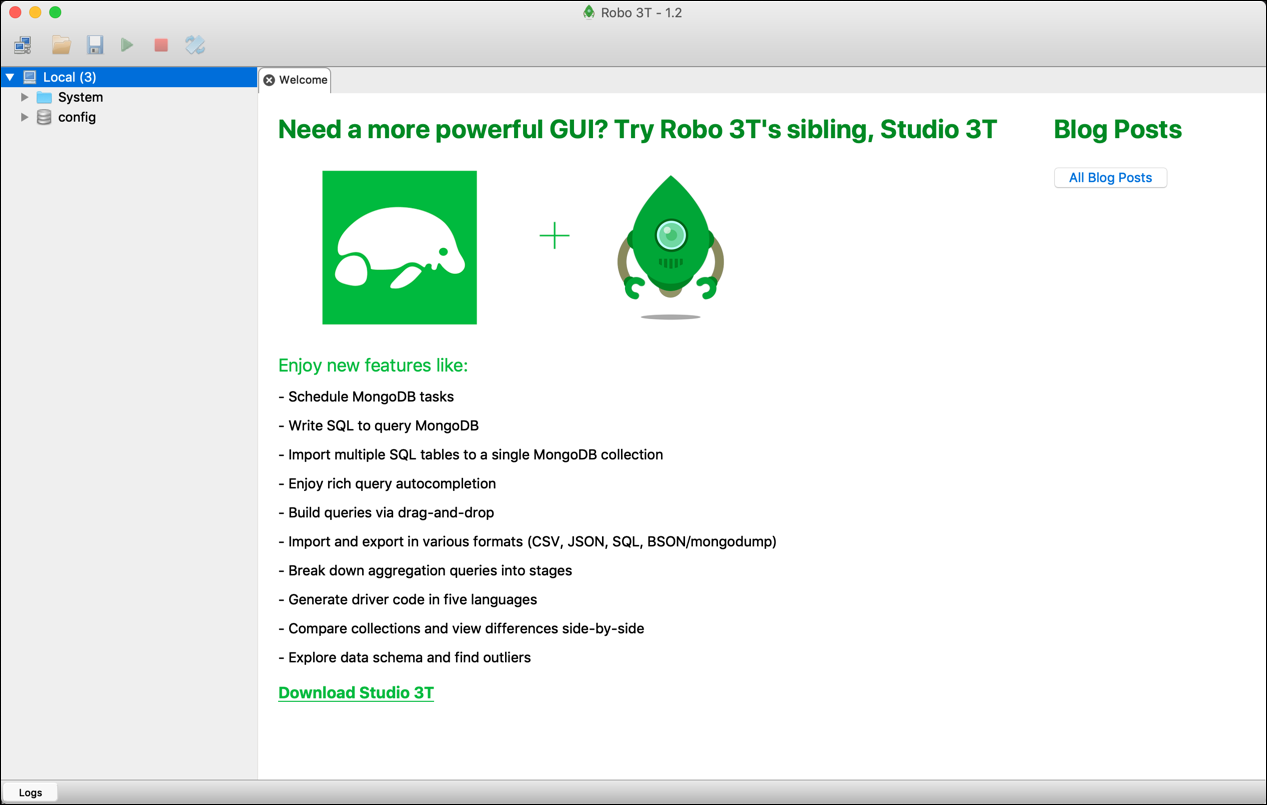 Robo 3T - 1.2
Local (3)
System
config
Welcome
Need a more powerful GUI? Try Robo 3T's sibling, Studio 3T
Blog Posts
All Blog Posts
Enjoy new features like:
- Schedule MongoDB tasks
- Write SQL to query MongoDB
- Import multiple SQL tables to a single MongoDB collection
- Enjoy rich query autocompletion
- Build queries via drag-and-drop
- Import and export in various formats (CSV, JSON, SQL, BSON/mongodump)
- Break down aggregation queries into stages
- Generate driver code in five languages
- Compare collections and view differences side-by-side
- Explore data schema and find outliers
Download Studio 3T
Logs